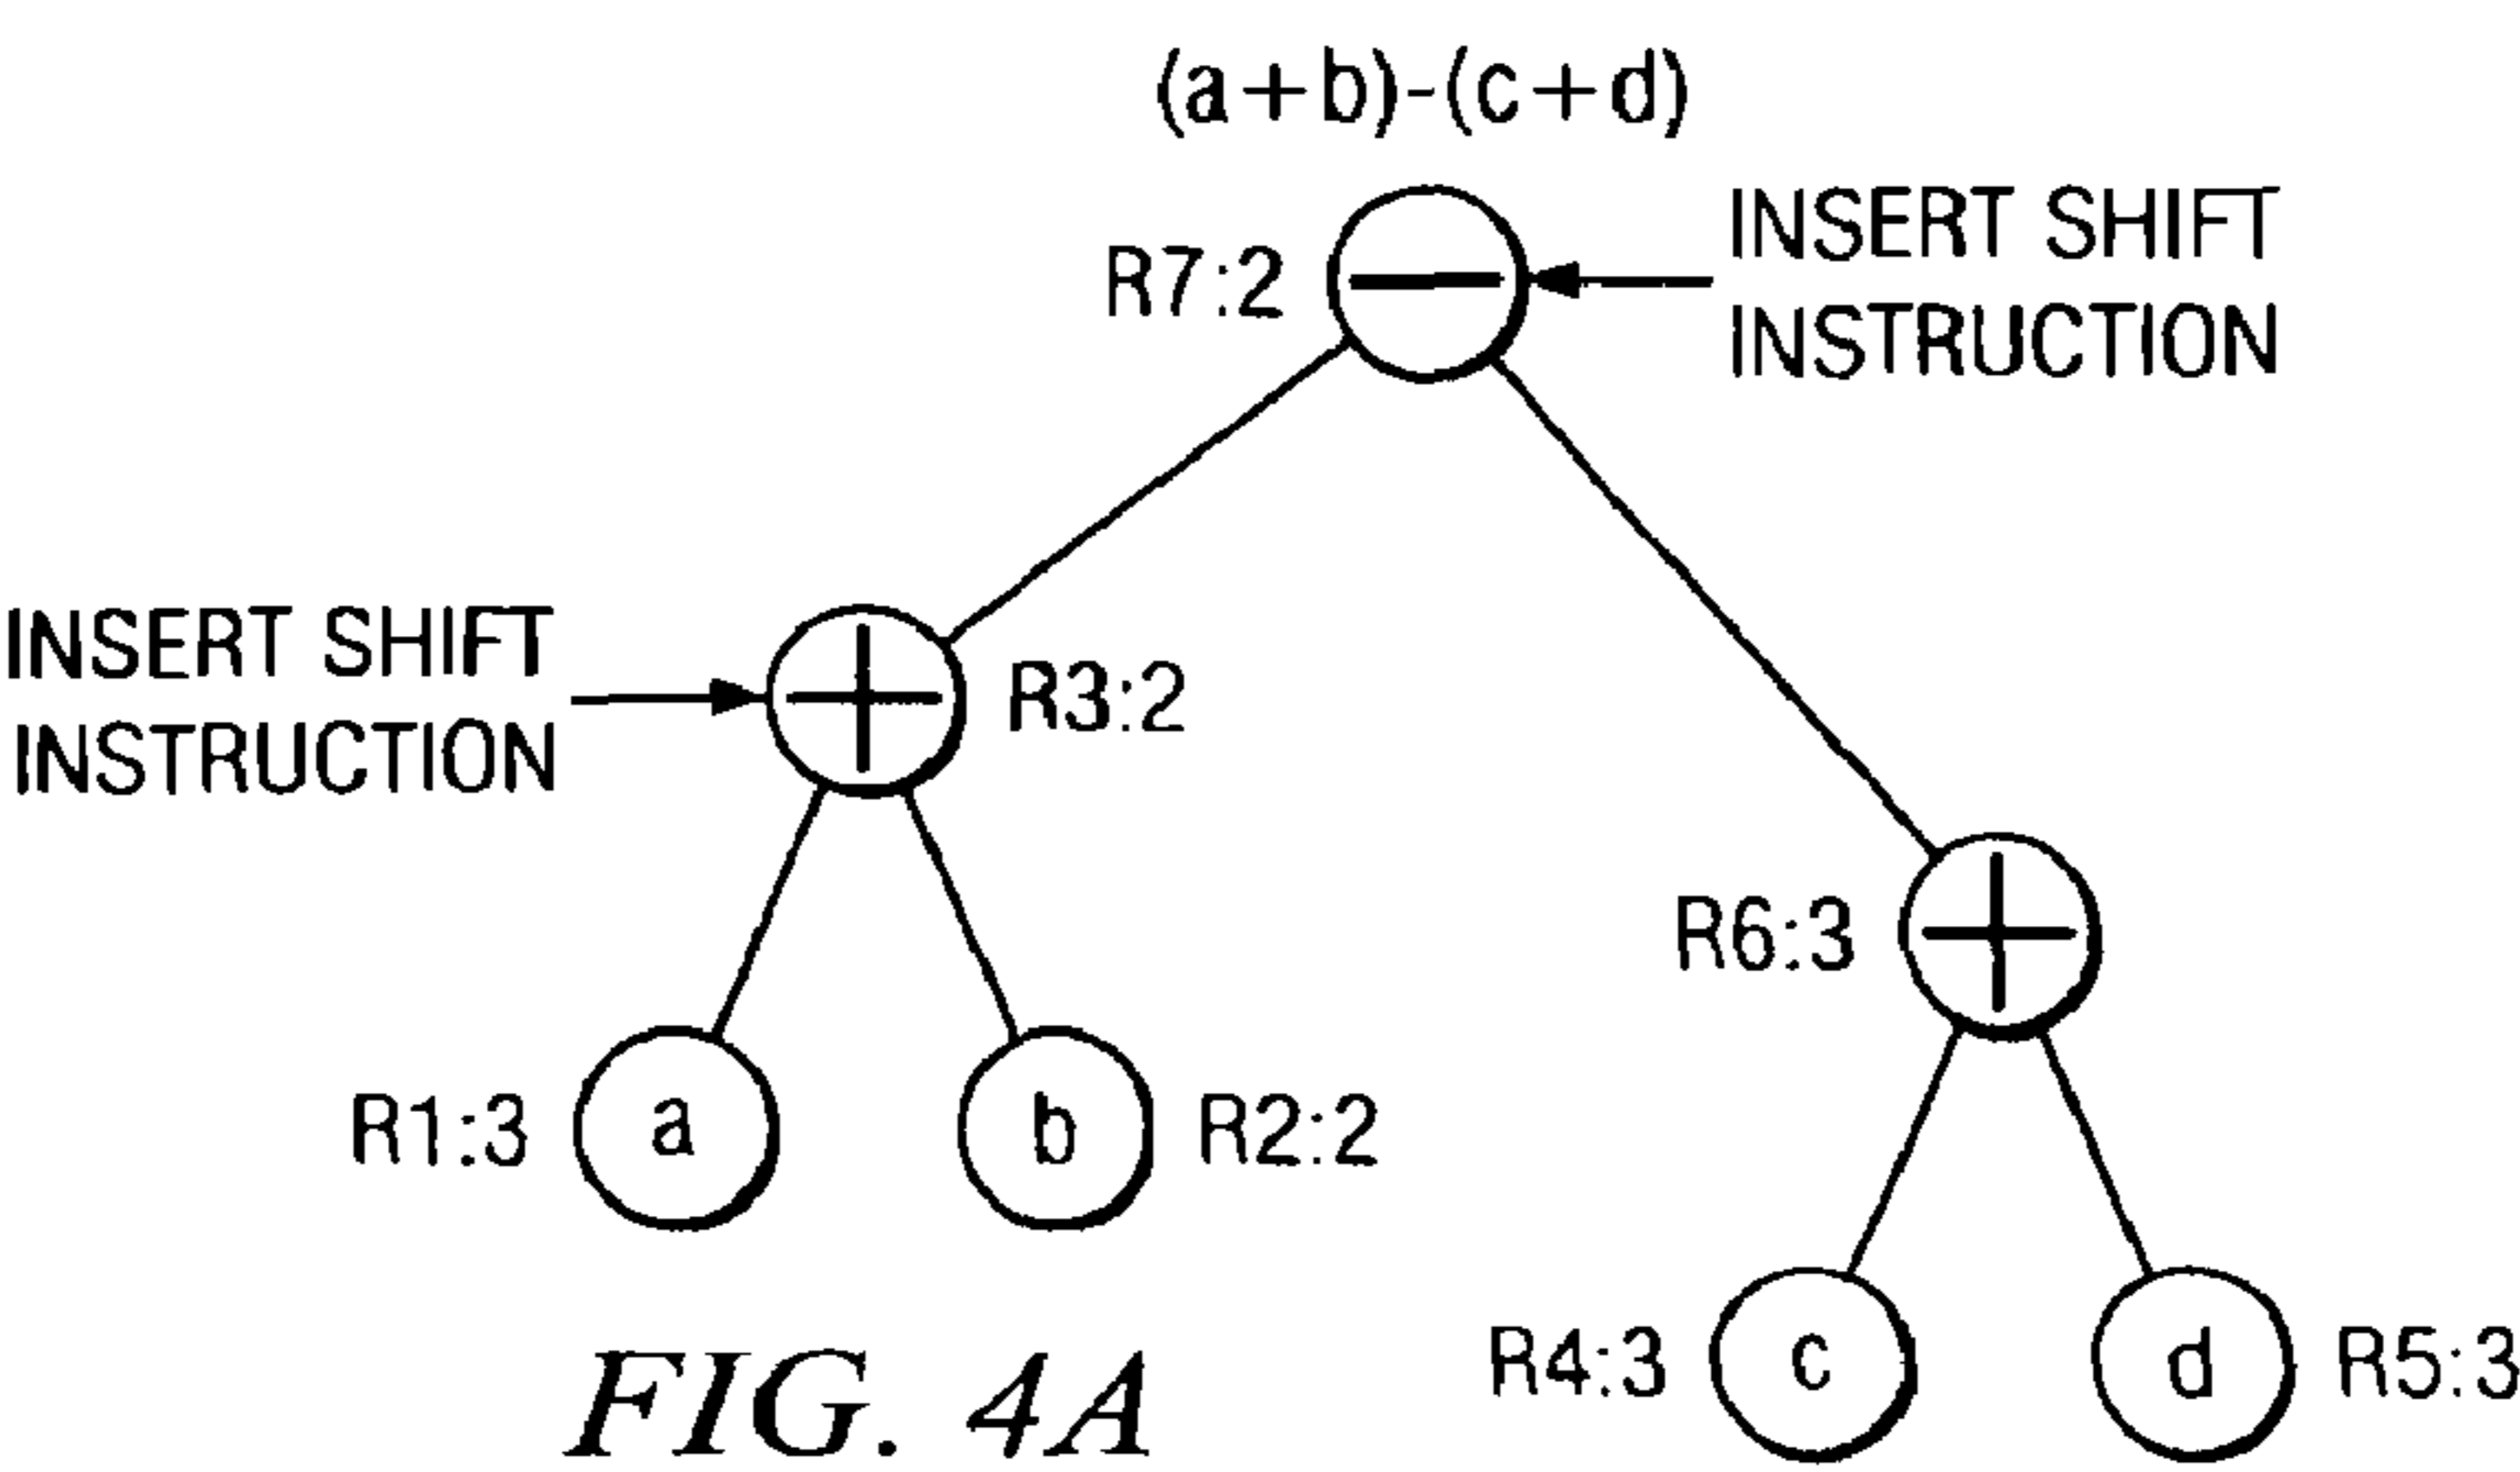 (a+b)-(c+d)
R7:2
INSERT SHIFT
INSTRUCTION
INSERT SHIFT
INSTRUCTION
R3:2
R6:3
R1:3
a
b
R2:2
R4:3
c
d
R5:3
FIG. 4A